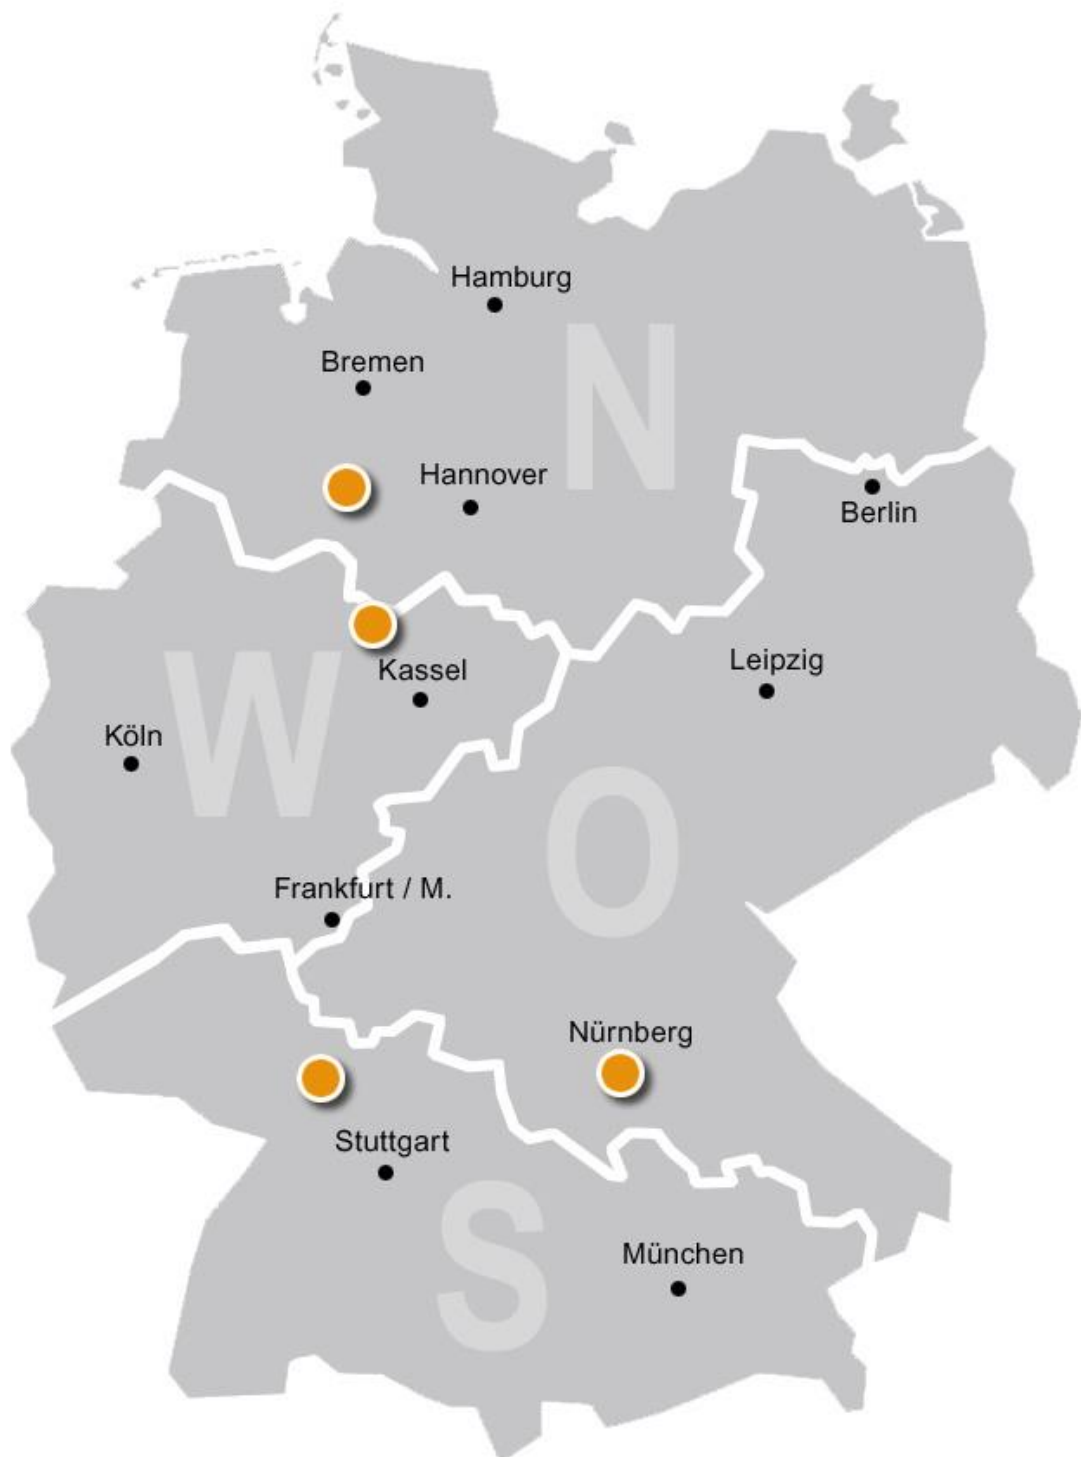 Hamburg
N
Bremen
Hannover
Berlin
W
Kassel
Leipzig
Köln
O
Frankfurt / M.
Nürnberg
Stuttgart
S
München